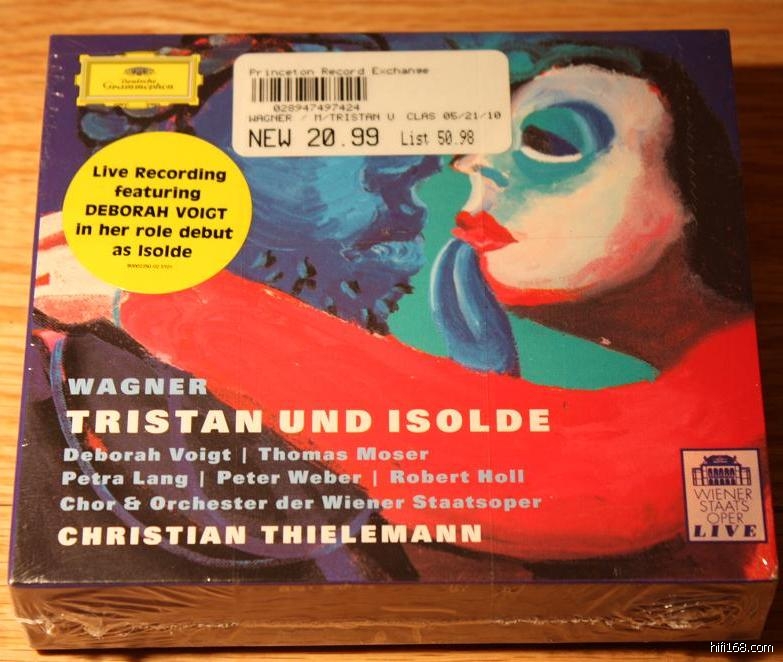 Deutsche
Grammophon
Princeton Record Exchange
028947497424
WAGNER / M/TRISTAN U CLAS 05/21/10
NEW 20.99 List 50.98
Live Recording
featuring
DEBORAH VOIGT
in her role debut
as Isolde
WAGNER
TRISTAN UND ISOLDE
Deborah Voigt | Thomas Moser
Petra Lang | Peter Weber | Robert Holl
Chor & Orchester der Wiener Staatsoper
CHRISTIAN THIELEMANN
WIENER
STAATS
OPER
LIVE
hifi168.com